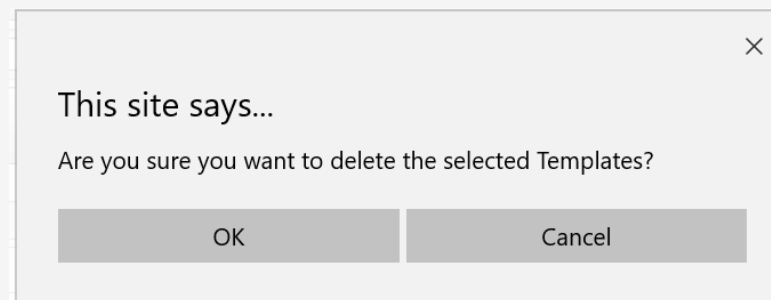 This site says...
Are you sure you want to delete the selected Templates?
OK
Cancel